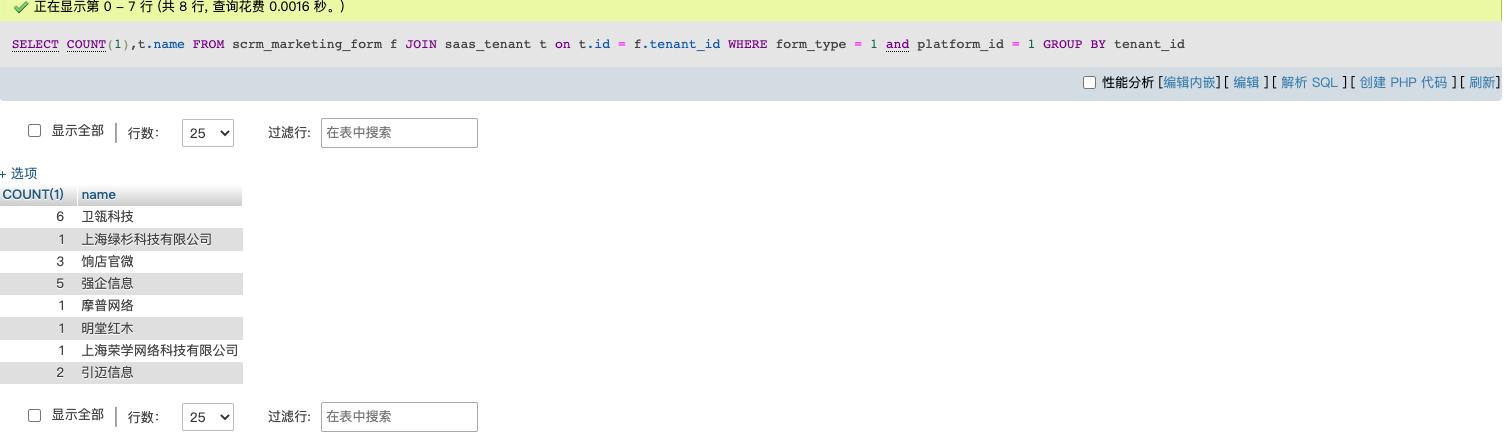 正在显示第 0 - 7 行 (共 8 行, 查询花费 0.0016 秒。)
SELECT COUNT(1),t.name FROM scrm_marketing_form f JOIN saas_tenant t on t.id = f.tenant_id WHERE form_type = 1 and platform_id = 1 GROUP BY tenant_id
性能分析 [编辑内嵌] [ 编辑 ] [ 解析 SQL ] [ 创建 PHP 代码 ] [ 刷新]
显示全部 | 行数: 25 过滤行: 在表中搜索
+ 选项
COUNT(1) name
6 卫瓴科技
1 上海绿杉科技有限公司
3 饷店官微
5 强企信息
1 摩普网络
1 明堂红木
1 上海荣学网络科技有限公司
2 引迈信息
显示全部 | 行数: 25 过滤行: 在表中搜索